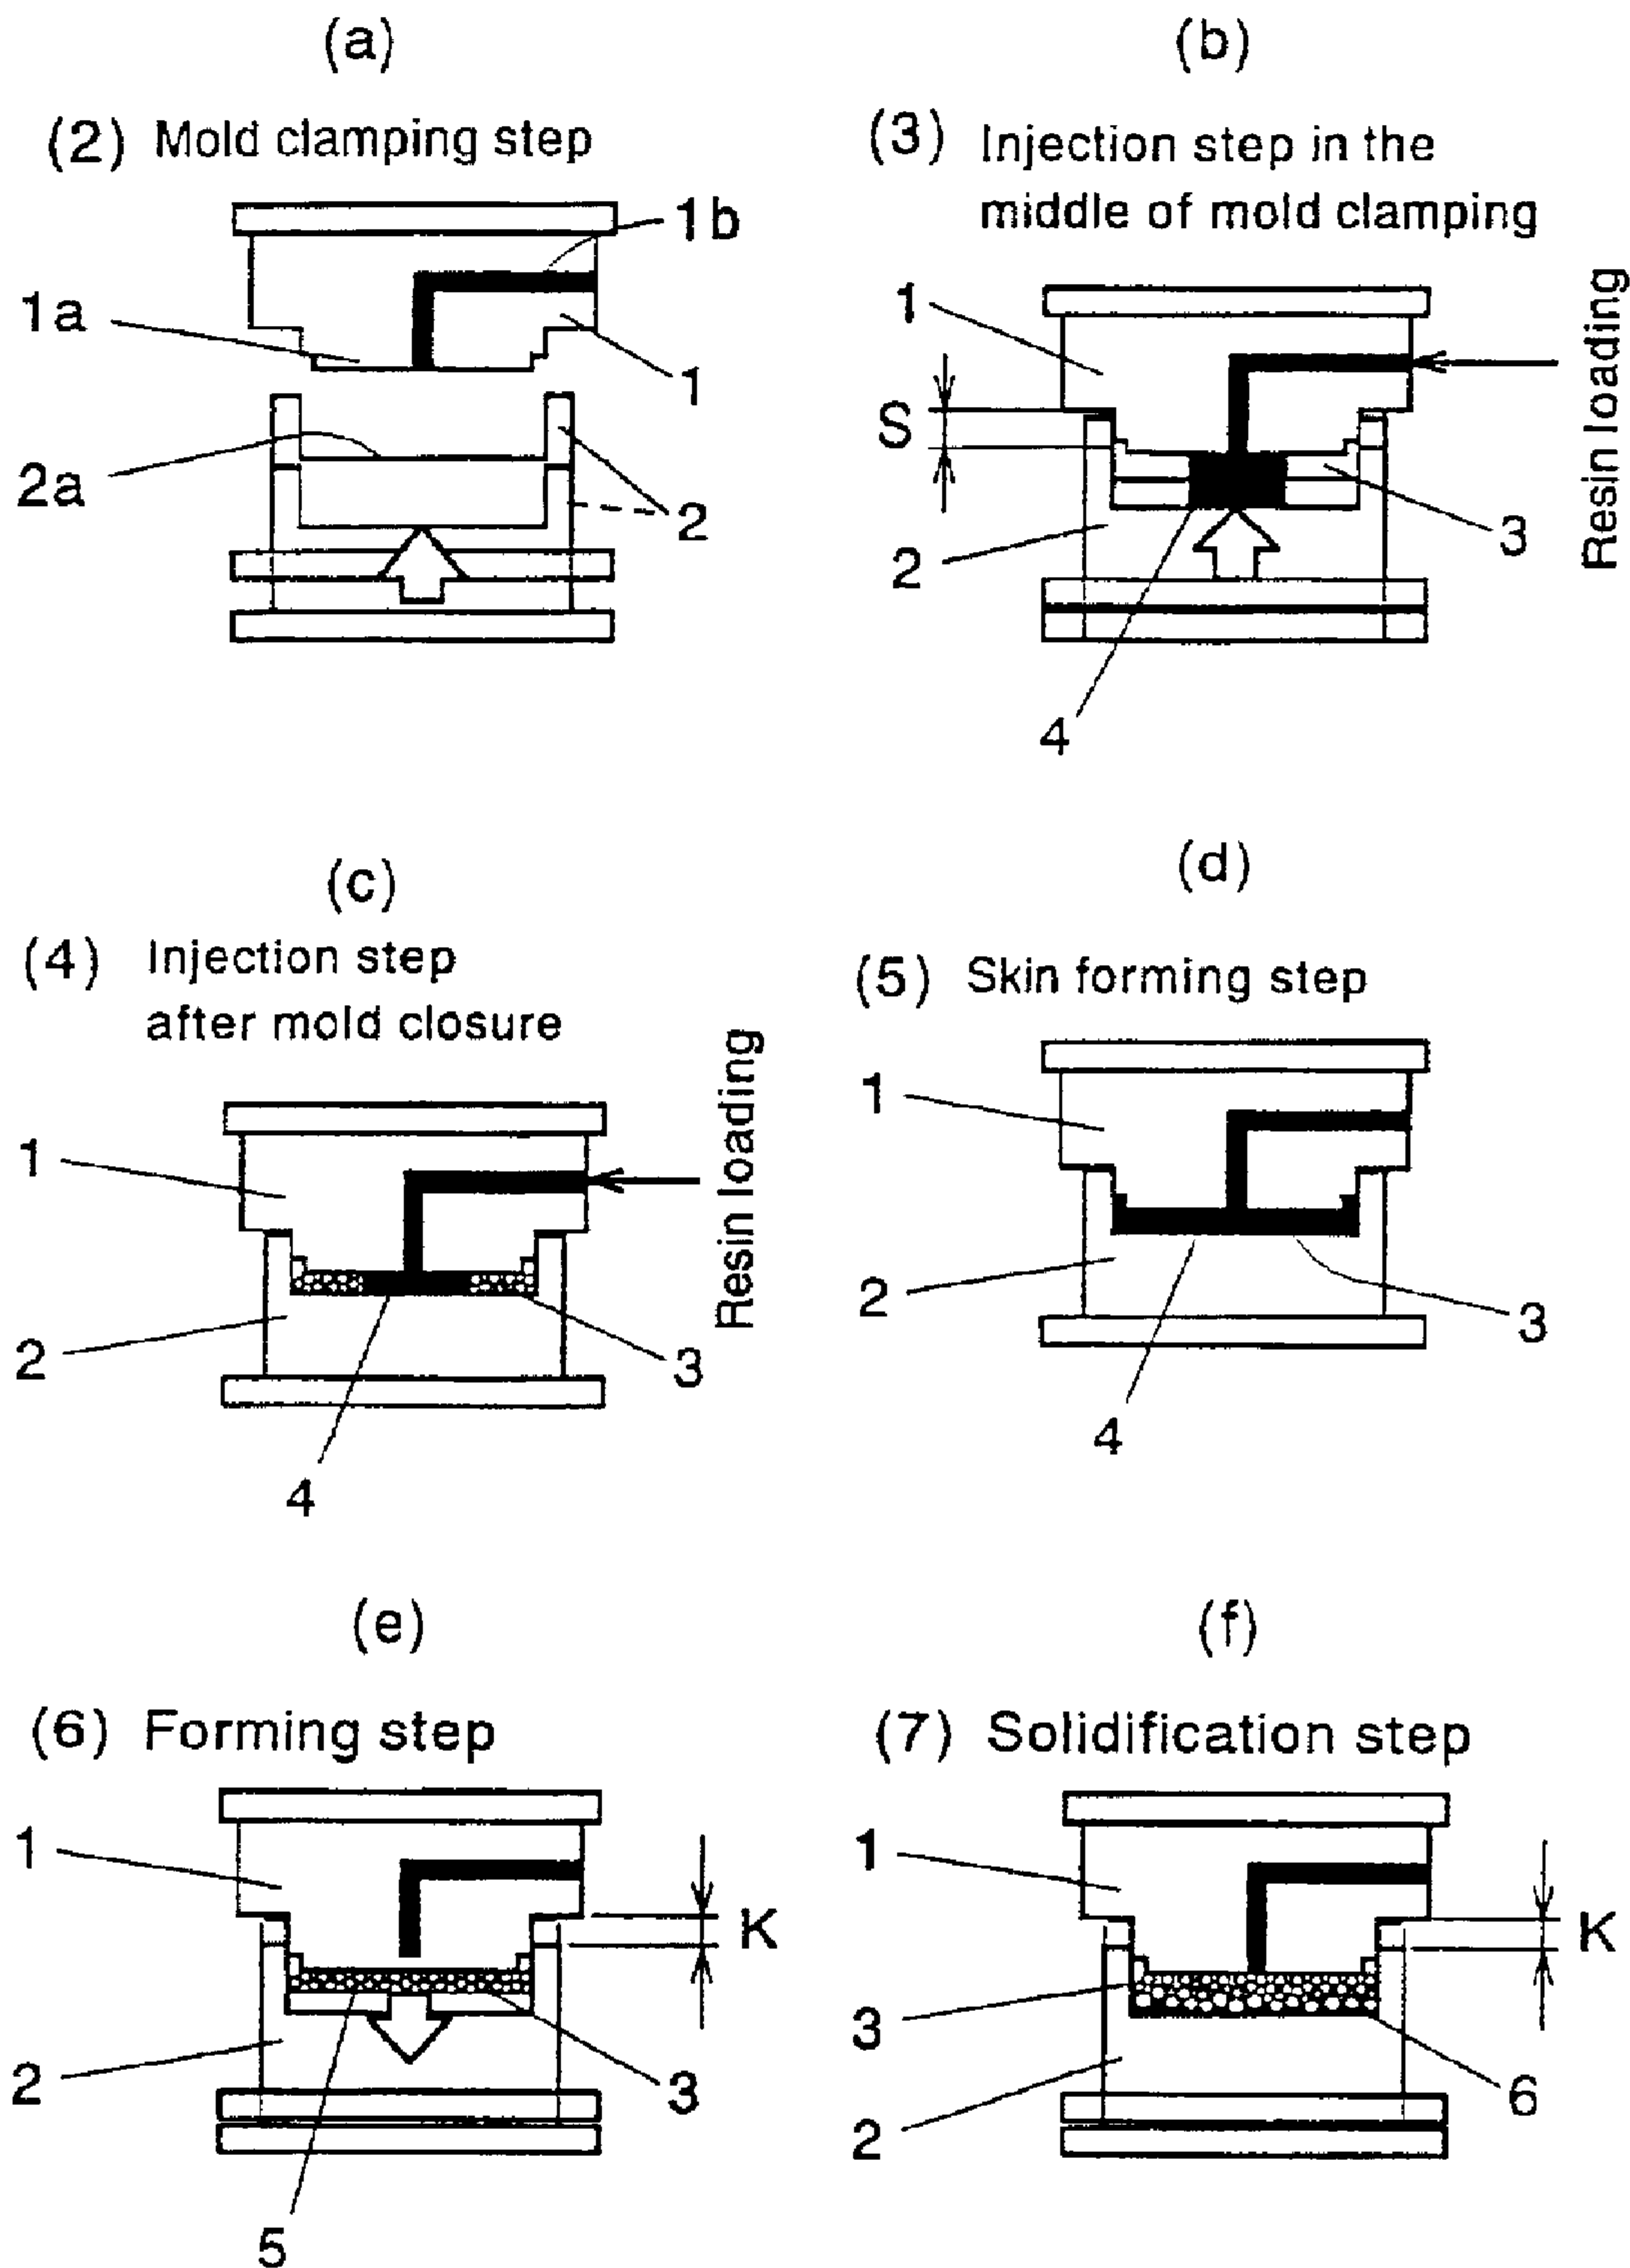 (a)
(2) Mold clamping step
1b
1a
1
2a
2
(b)
(3) Injection step in the
middle of mold clamping
1
Resin loading
S
3
2
4
(c)
(4) Injection step
after mold closure
Resin loading
1
2
3
4
(d)
(5) Skin forming step
1
2
3
4
(e)
(6) Forming step
1
K
2
3
5
(f)
(7) Solidification step
1
K
3
6
2